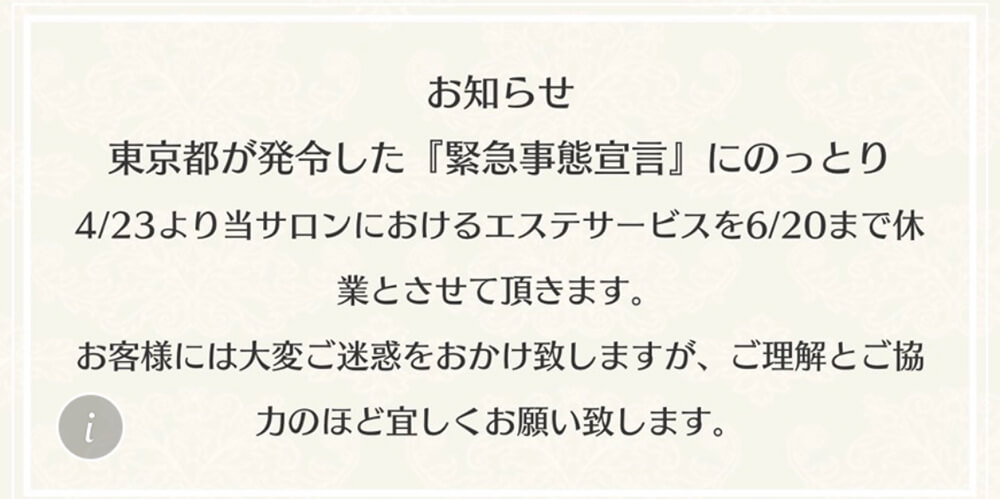 お知らせ
東京都が発令した『緊急事態宣言』にのっとり
4/23より当サロンにおけるエステサービスを6/20まで休
業とさせて頂きます。
お客様には大変ご迷惑をおかけ致しますが、ご理解とご協
力のほど宜しくお願い致します。
i